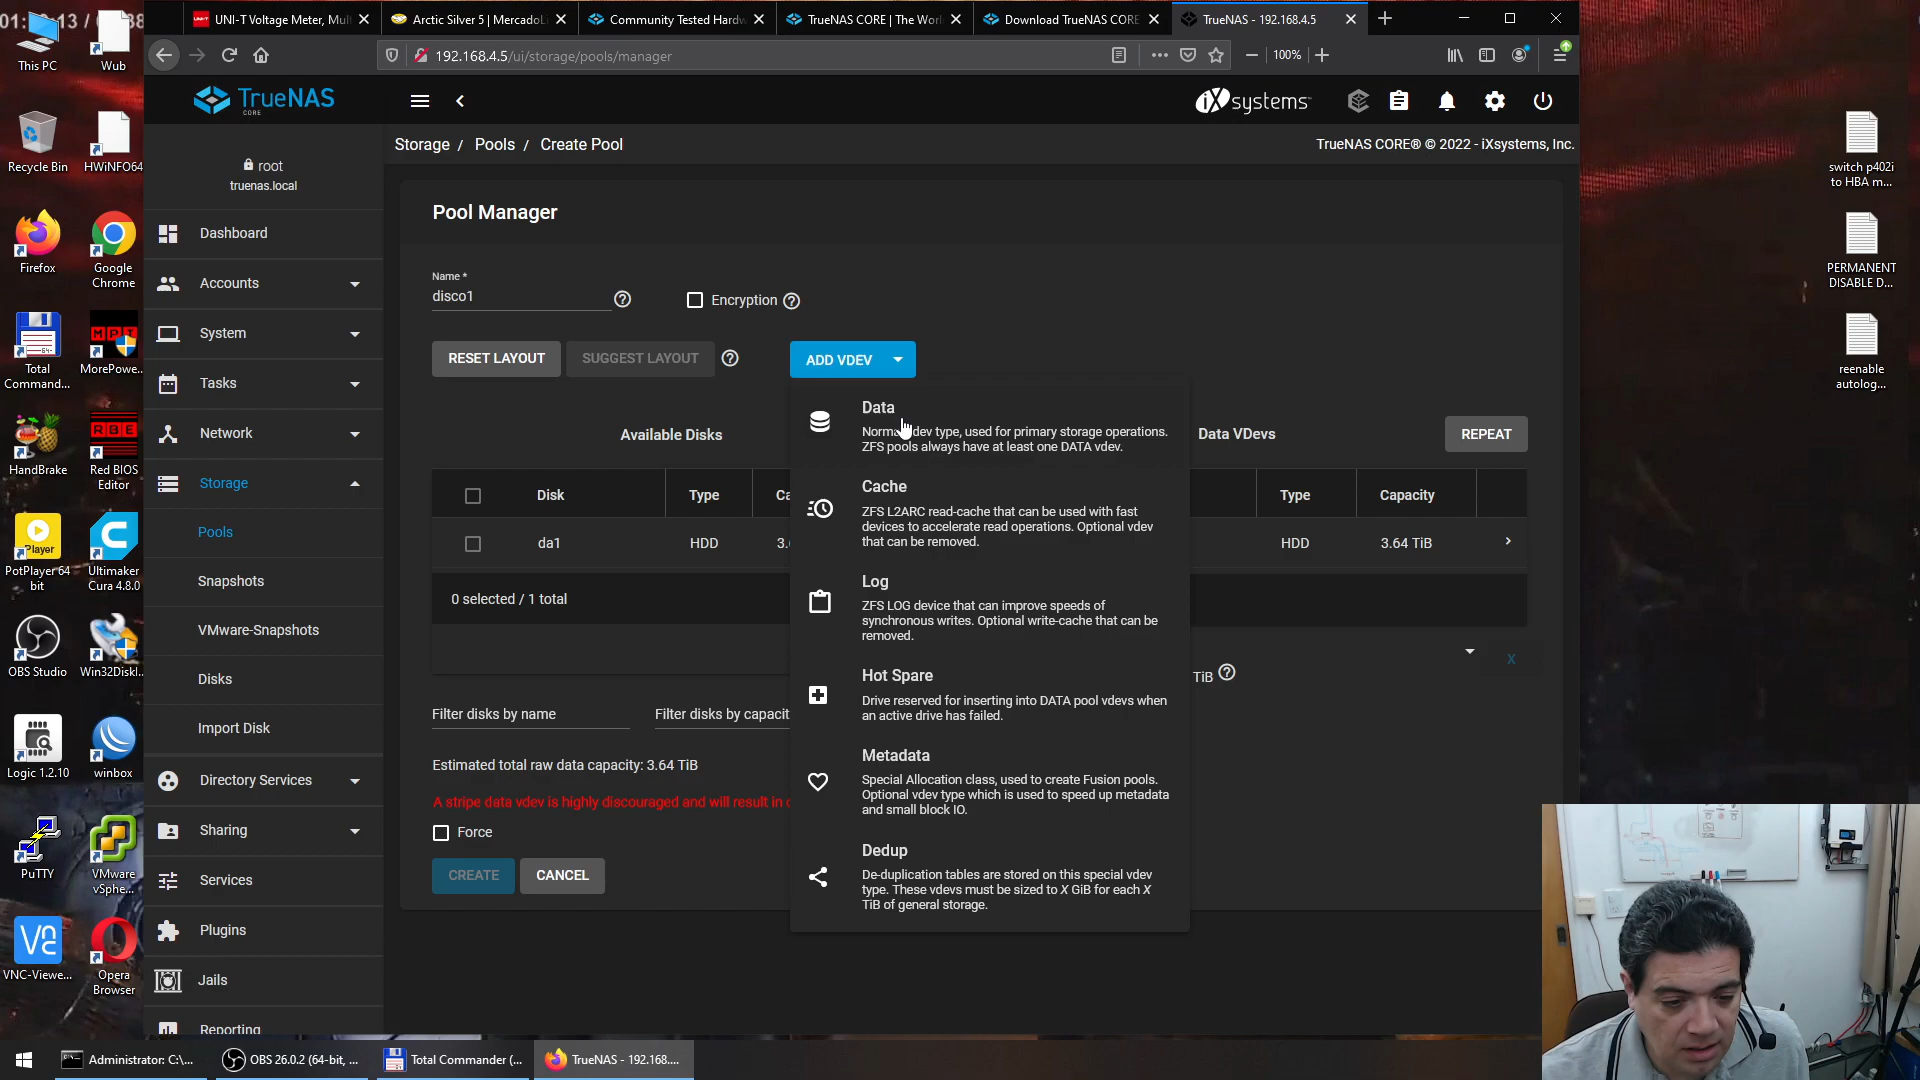 UNI-T Voltage Meter, Mul
Arctic Silver 5 | MercadoLi
Community Tested Hardw
TrueNAS CORE | The Worl
Download TrueNAS CORE
TrueNAS - 192.168.4.5
192.168.4.5/ui/storage/pools/manager
100%
This PC
Wub
Recycle Bin
HWiNFO64
Firefox
Google
Chrome
Total
Command...
MorePowe...
HandBrake
Red BIOS
Editor
PotPlayer 64
bit
Ultimaker
Cura 4.8.0
OBS Studio
Win32Diskl...
Logic 1.2.10
winbox
PuTTY
VMware
vSphe...
VNC-Viewe...
Opera
Browser
TrueNAS
CORE
iXsystems
root
truenas.local
Dashboard
Accounts
System
Tasks
Network
Storage
Pools
Snapshots
VMware-Snapshots
Disks
Import Disk
Directory Services
Sharing
Services
Plugins
Jails
Reporting
Storage / Pools / Create Pool
TrueNAS CORE® © 2022 - iXsystems, Inc.
Pool Manager
Name *
disco1
Encryption
RESET LAYOUT
SUGGEST LAYOUT
ADD VDEV
Available Disks
Data VDevs
REPEAT
Disk
Type
Ca
Type
Capacity
da1
HDD
3.
HDD
3.64 TiB
0 selected / 1 total
TiB
X
Filter disks by name
Filter disks by capacit
Estimated total raw data capacity: 3.64 TiB
A stripe data vdev is highly discouraged and will result in
Force
CREATE
CANCEL
Data
dev type, used for primary storage operations.
ZFS pools always have at least one DATA vdev.
Cache
ZFS L2ARC read-cache that can be used with fast
devices to accelerate read operations. Optional vdev
that can be removed.
Log
ZFS LOG device that can improve speeds of
synchronous writes. Optional write-cache that can be
removed.
Hot Spare
Drive reserved for inserting into DATA pool vdevs when
an active drive has failed.
Metadata
Special Allocation class, used to create Fusion pools.
Optional vdev type which is used to speed up metadata
and small block IO.
Dedup
De-duplication tables are stored on this special vdev
type. These vdevs must be sized to X GiB for each X
TiB of general storage.
switch p402i
to HBA m...
PERMANENT
DISABLE D...
reenable
autolog...
Administrator: C:\...
OBS 26.0.2 (64-bit, ...
Total Commander (...
TrueNAS - 192.168....